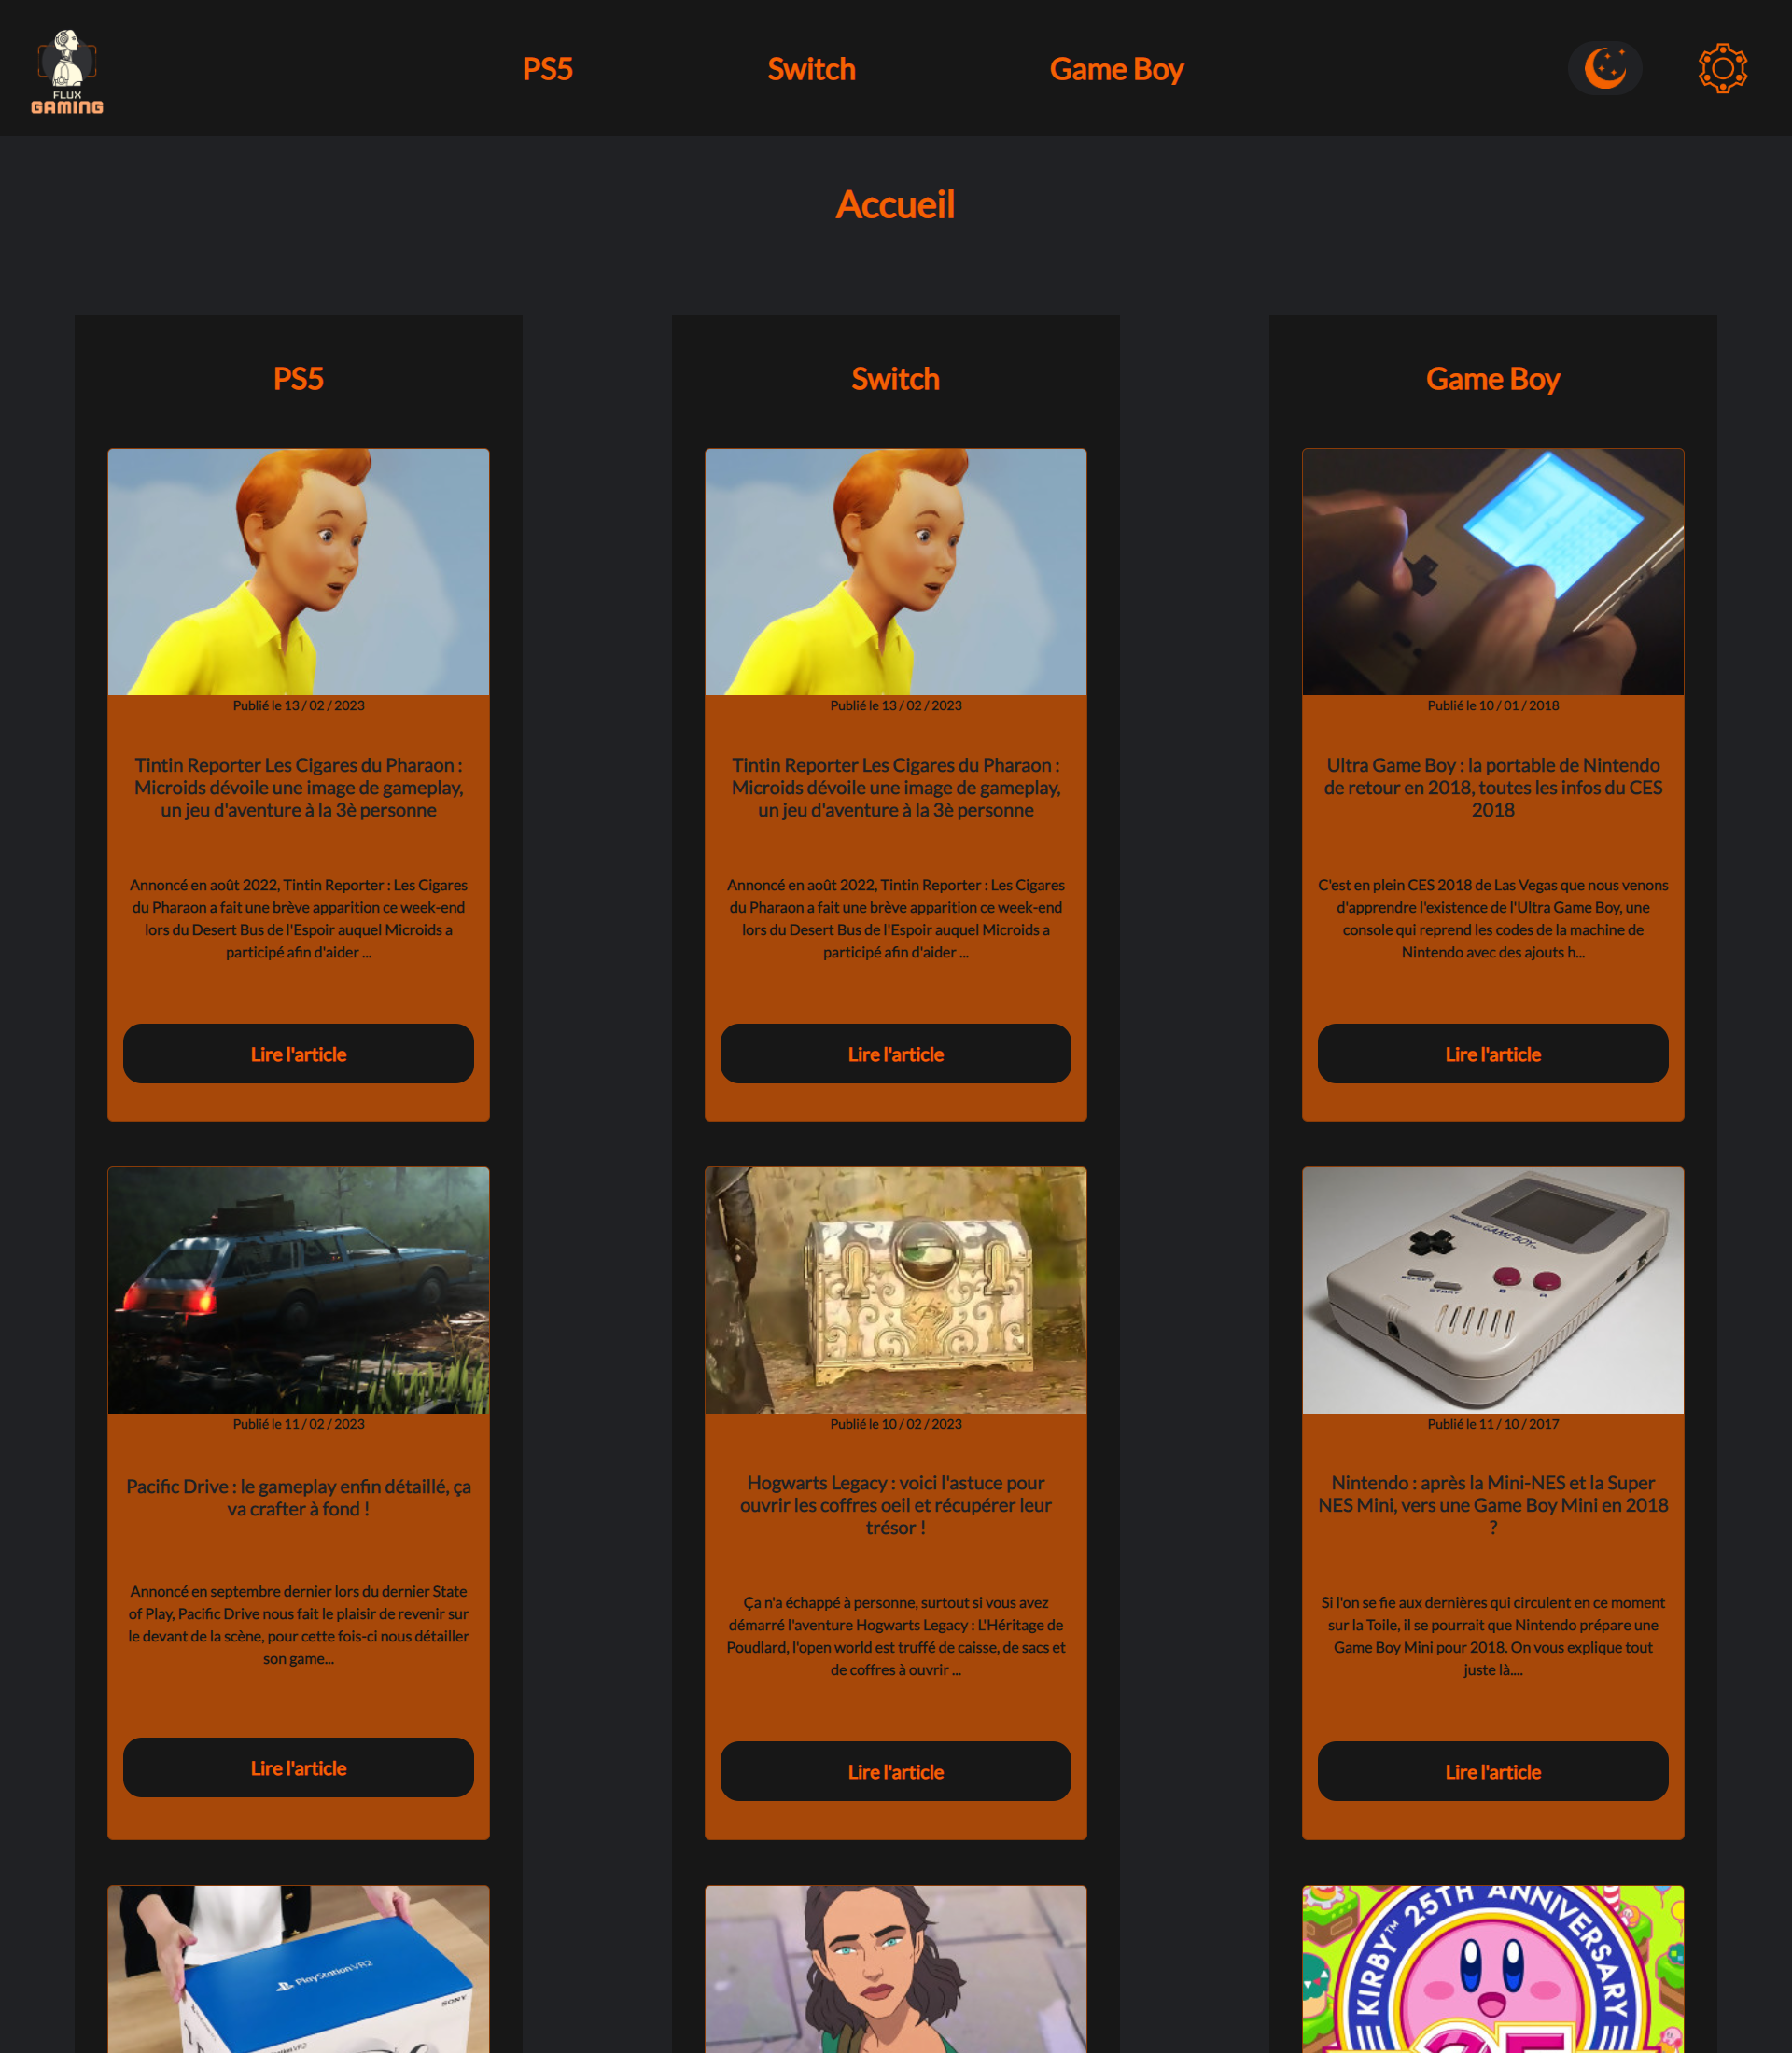 FLUX
GAMING
PS5
Switch
Game Boy
Accueil
PS5
Publié le 13 / 02 / 2023
Tintin Reporter Les Cigares du Pharaon :
Microids dévoile une image de gameplay,
un jeu d'aventure à la 3è personne
Annoncé en août 2022, Tintin Reporter : Les Cigares
du Pharaon a fait une brève apparition ce week-end
lors du Desert Bus de l'Espoir auquel Microids a
participé afin d'aider ...
Lire l'article
Publié le 11 / 02 / 2023
Pacific Drive : le gameplay enfin détaillé, ça
va crafter à fond !
Annoncé en septembre dernier lors du dernier State
of Play, Pacific Drive nous fait le plaisir de revenir sur
le devant de la scène, pour cette fois-ci nous détailler
son game...
Lire l'article
PlayStation VR2
SONY
Switch
Publié le 13 / 02 / 2023
Tintin Reporter Les Cigares du Pharaon :
Microids dévoile une image de gameplay,
un jeu d'aventure à la 3è personne
Annoncé en août 2022, Tintin Reporter : Les Cigares
du Pharaon a fait une brève apparition ce week-end
lors du Desert Bus de l'Espoir auquel Microids a
participé afin d'aider ...
Lire l'article
Publié le 10 / 02 / 2023
Hogwarts Legacy : voici l'astuce pour
ouvrir les coffres oeil et récupérer leur
trésor !
Ça n'a échappé à personne, surtout si vous avez
démarré l'aventure Hogwarts Legacy : L'Héritage de
Poudlard, l'open world est truffé de caisse, de sacs et
de coffres à ouvrir ...
Lire l'article
Game Boy
Publié le 10 / 01 / 2018
Ultra Game Boy : la portable de Nintendo
de retour en 2018, toutes les infos du CES
2018
C'est en plein CES 2018 de Las Vegas que nous venons
d'apprendre l'existence de l'Ultra Game Boy, une
console qui reprend les codes de la machine de
Nintendo avec des ajouts h...
Lire l'article
Nintendo GAME BOY
SELECT
START
B
A
Publié le 11 / 10 / 2017
Nintendo : après la Mini-NES et la Super
NES Mini, vers une Game Boy Mini en 2018
?
Si l'on se fie aux dernières qui circulent en ce moment
sur la Toile, il se pourrait que Nintendo prépare une
Game Boy Mini pour 2018. On vous explique tout
juste là....
Lire l'article
KIRBY™ 25TH ANNIVERSARY
25